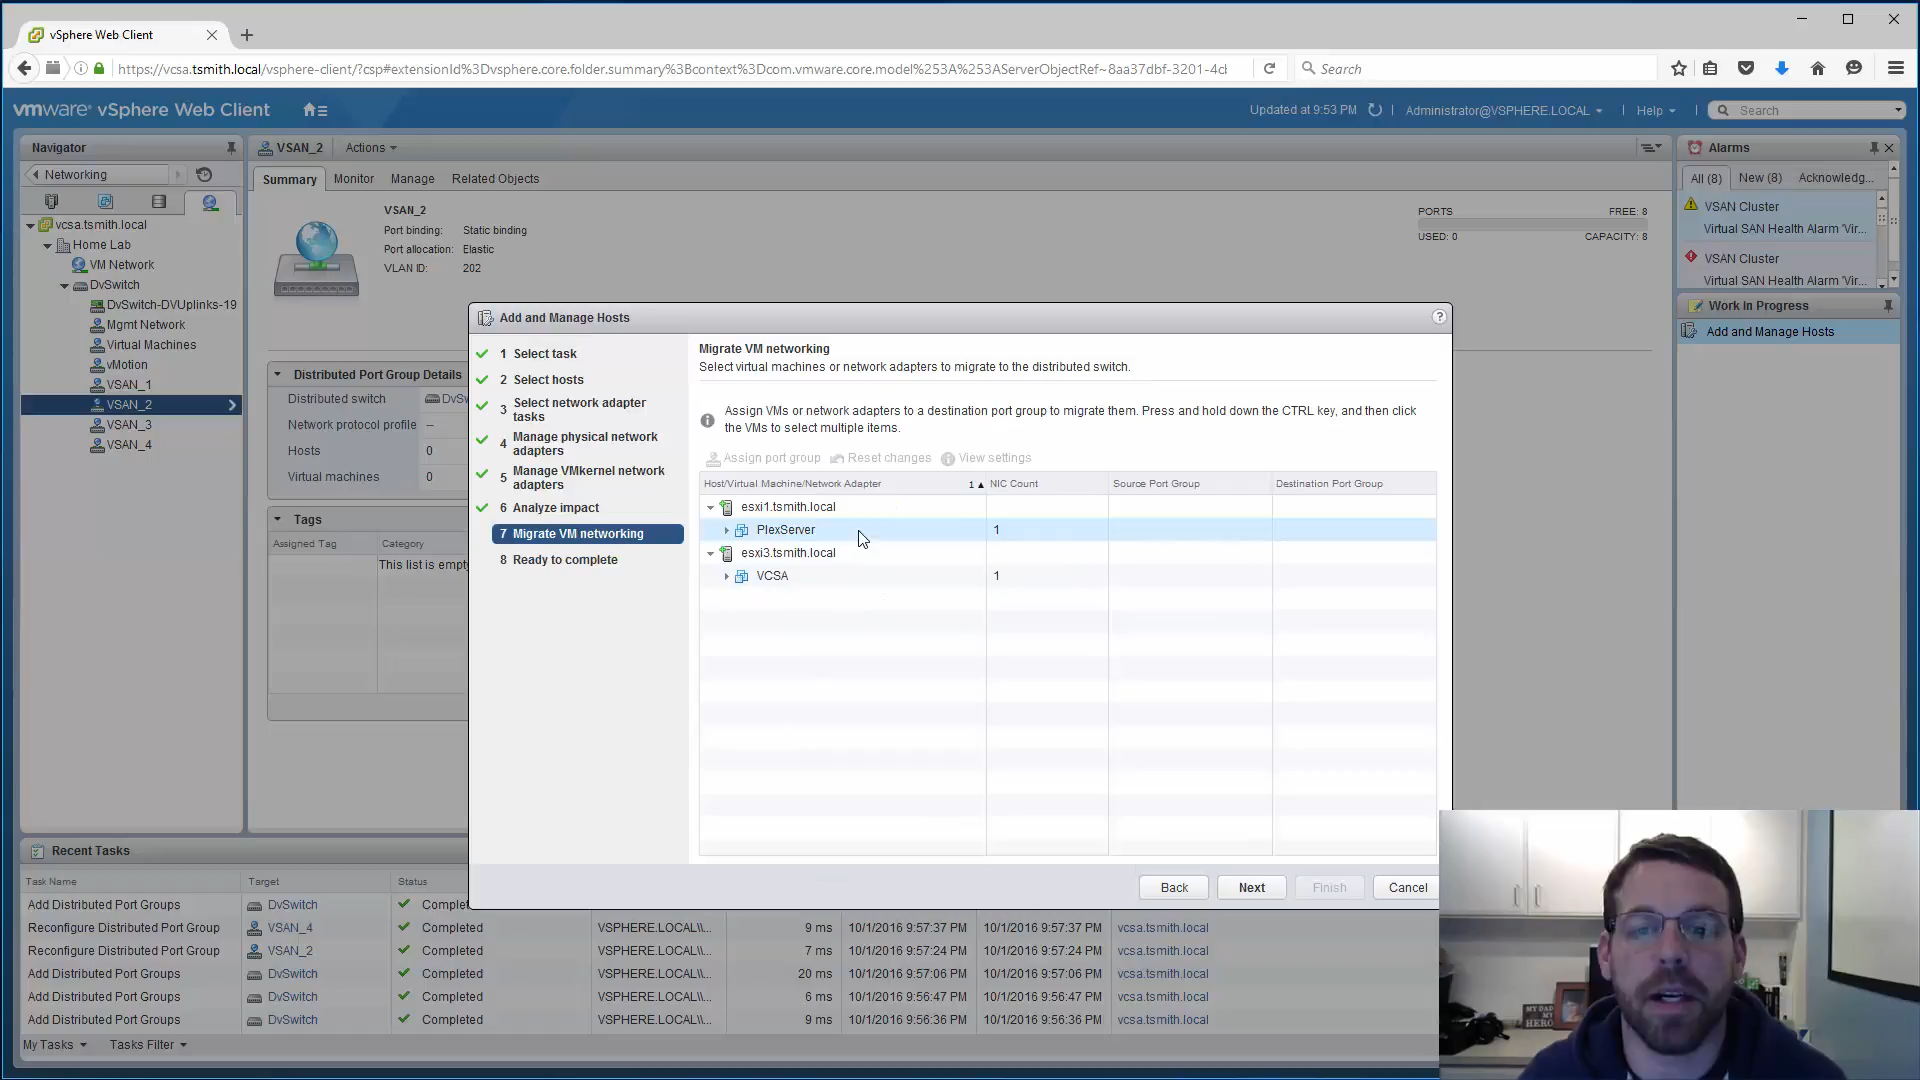 vSphere Web Client
https://vcsa.tsmith.local/vsphere-client/?csp#extensionId%3Dvsphere.core.folder.summary%3Bcontext%3Dcom.vmware.core.model%253A%253AServerObjectRef~8aa37dbf-3201-4cb
Search
vmware vSphere Web Client
Updated at 9:53 PM
Administrator@VSPHERE.LOCAL
Help
Search
Navigator
Networking
vcsa.tsmith.local
Home Lab
VM Network
DvSwitch
DvSwitch-DVUplinks-19
Mgmt Network
Virtual Machines
vMotion
VSAN_1
VSAN_2
VSAN_3
VSAN_4
VSAN_2
Actions
Summary
Monitor
Manage
Related Objects
VSAN_2
Port binding: Static binding
Port allocation: Elastic
VLAN ID: 202
PORTS FREE: 8
USED: 0 CAPACITY: 8
Distributed Port Group Details
Distributed switch DvSw
Network protocol profile --
Hosts 0
Virtual machines 0
Tags
Assigned Tag Category
This list is empty
Add and Manage Hosts
1 Select task
2 Select hosts
3 Select network adapter
tasks
4 Manage physical network
adapters
5 Manage VMkernel network
adapters
6 Analyze impact
7 Migrate VM networking
8 Ready to complete
Migrate VM networking
Select virtual machines or network adapters to migrate to the distributed switch.
Assign VMs or network adapters to a destination port group to migrate them. Press and hold down the CTRL key, and then click
the VMs to select multiple items.
Assign port group Reset changes View settings
Host/Virtual Machine/Network Adapter 1 ▲ NIC Count Source Port Group Destination Port Group
esxi1.tsmith.local
PlexServer 1
esxi3.tsmith.local
VCSA 1
Back
Next
Finish
Cancel
Alarms
All (8) New (8) Acknowledg...
VSAN Cluster
Virtual SAN Health Alarm 'Vir...
VSAN Cluster
Virtual SAN Health Alarm 'Vir...
Work In Progress
Add and Manage Hosts
Recent Tasks
Task Name Target Status
Add Distributed Port Groups DvSwitch Complet
Reconfigure Distributed Port Group VSAN_4 Completed VSPHERE.LOCAL\\... 9 ms 10/1/2016 9:57:37 PM 10/1/2016 9:57:37 PM vcsa.tsmith.local
Reconfigure Distributed Port Group VSAN_2 Completed VSPHERE.LOCAL\\... 7 ms 10/1/2016 9:57:24 PM 10/1/2016 9:57:24 PM vcsa.tsmith.local
Add Distributed Port Groups DvSwitch Completed VSPHERE.LOCAL\\... 20 ms 10/1/2016 9:57:06 PM 10/1/2016 9:57:06 PM vcsa.tsmith.local
Add Distributed Port Groups DvSwitch Completed VSPHERE.LOCAL\\... 6 ms 10/1/2016 9:56:47 PM 10/1/2016 9:56:47 PM vcsa.tsmith.local
Add Distributed Port Groups DvSwitch Completed VSPHERE.LOCAL\\... 9 ms 10/1/2016 9:56:36 PM 10/1/2016 9:56:36 PM vcsa.tsmith.local
My Tasks Tasks Filter
MY DAD
MY
HERO